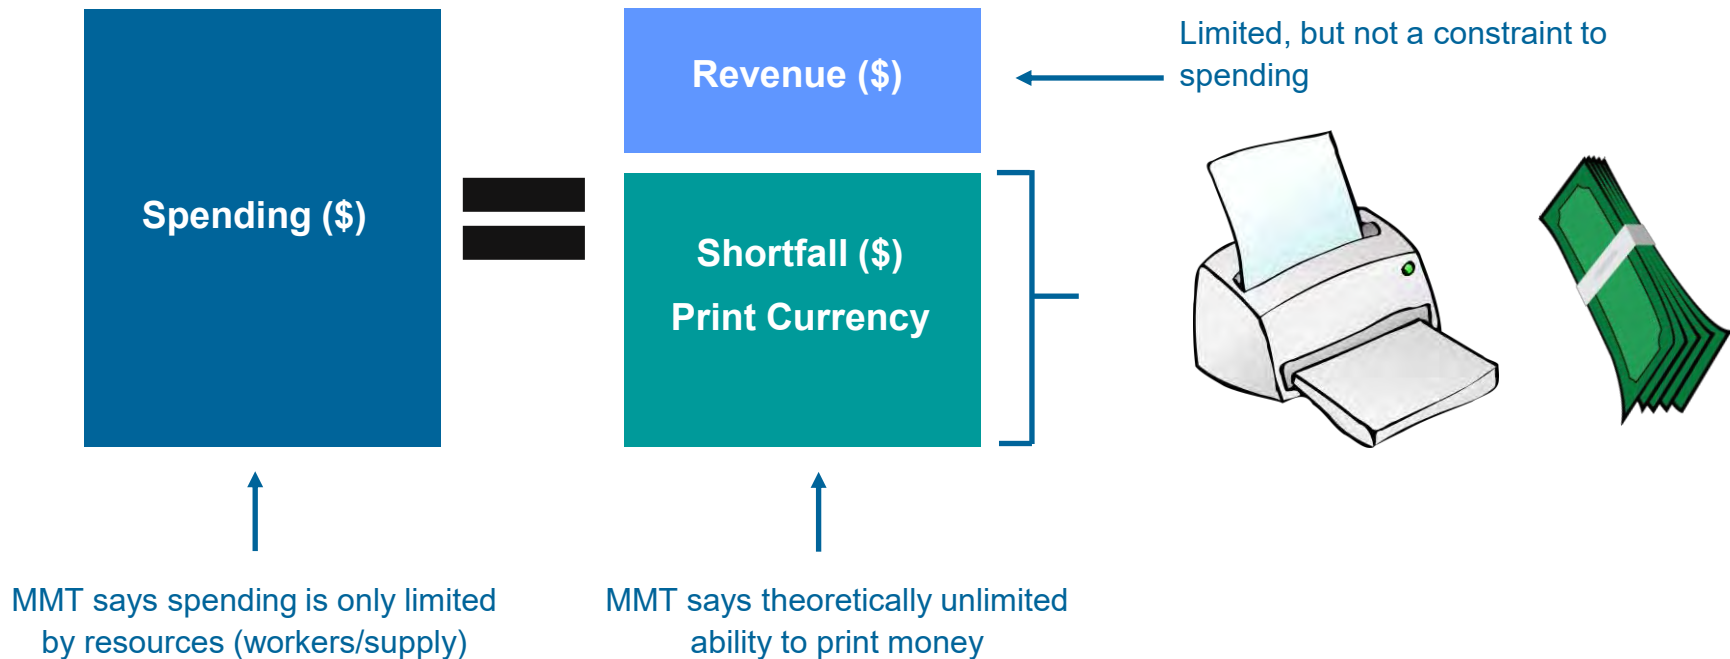 Spending ($)
Revenue ($)
Limited, but not a constraint to
spending
Shortfall ($)
Print Currency
MMT says spending is only limited
by resources (workers/supply)
MMT says theoretically unlimited
ability to print money